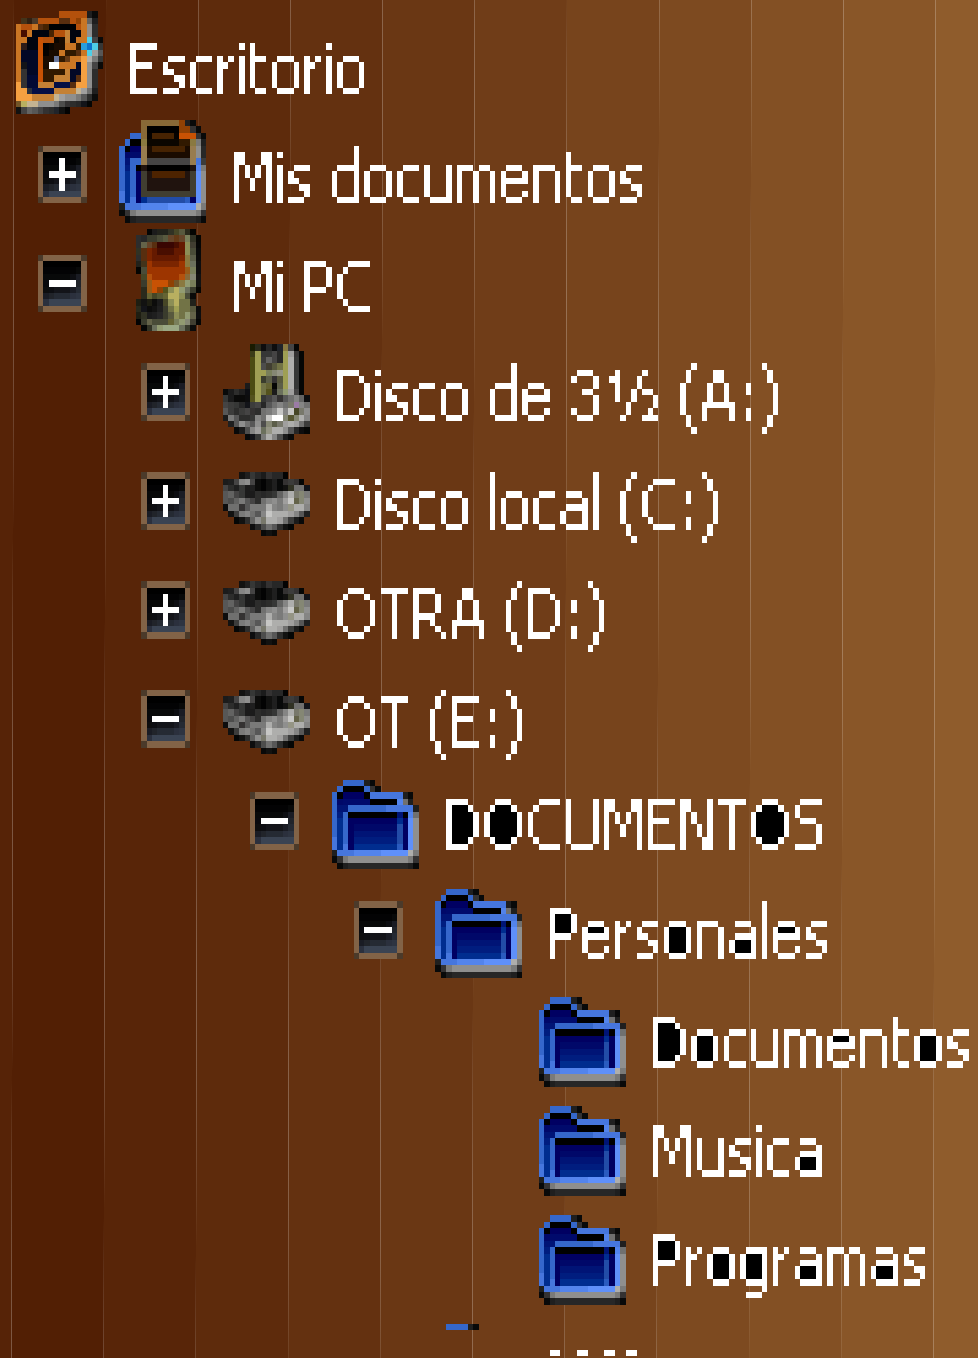 Escritorio
Mis documentos
Mi PC
Disco de 3½ (A:)
Disco local (C:)
OTRA (D:)
OT (E:)
DOCUMENTOS
Personales
Documentos
Musica
Programas